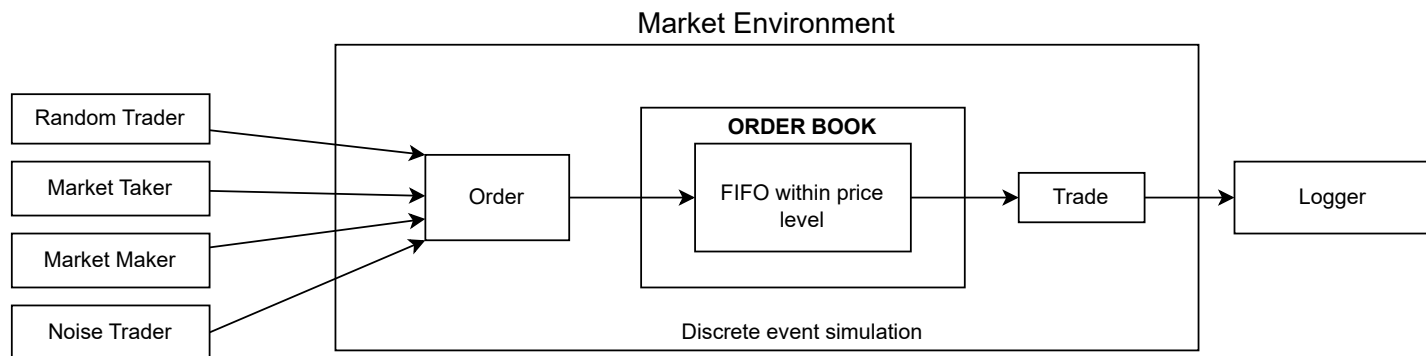 Market Environment
Random Trader
Market Taker
Market Maker
Noise Trader
Order
ORDER BOOK
FIFO within price
level
Trade
Logger
Discrete event simulation